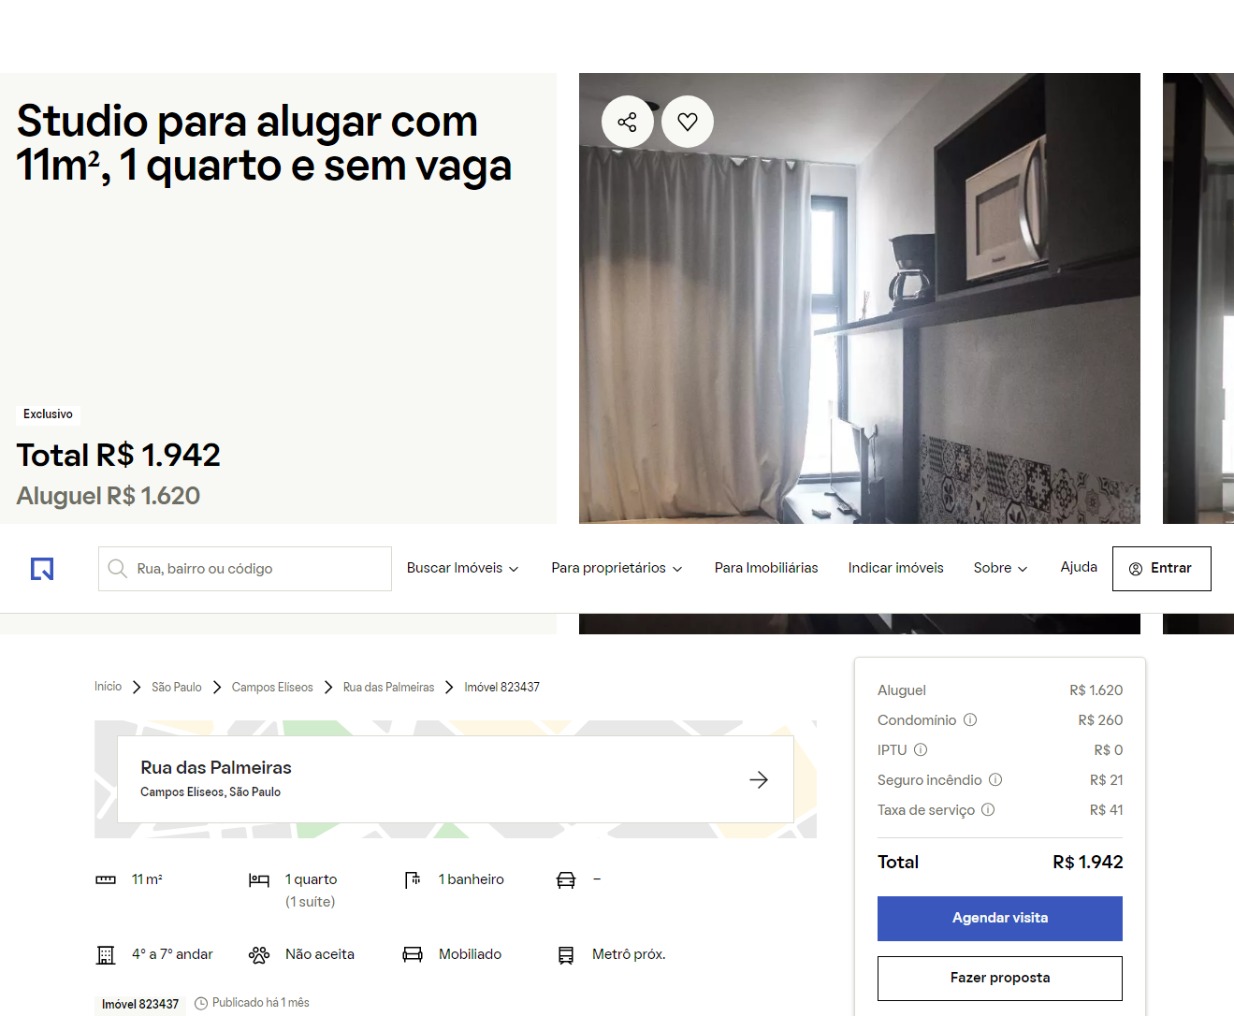 Studio para alugar com
11m², 1 quarto e sem vaga
Exclusivo
Total R$ 1.942
Aluguel R$ 1.620
Rua, bairro ou código
Buscar Imóveis
Para proprietários
Para Imobiliárias
Indicar imóveis
Sobre
Ajuda
Entrar
Início
São Paulo
Campos Elíseos
Rua das Palmeiras
Imóvel 823437
Rua das Palmeiras
Campos Elíseos, São Paulo
11 m²
1 quarto
(1 suíte)
1 banheiro
–
4º a 7º andar
Não aceita
Mobiliado
Metrô próx.
Imóvel 823437
Publicado há 1 mês
Aluguel R$ 1.620
Condomínio R$ 260
IPTU R$ 0
Seguro incêndio R$ 21
Taxa de serviço R$ 41
Total R$ 1.942
Agendar visita
Fazer proposta